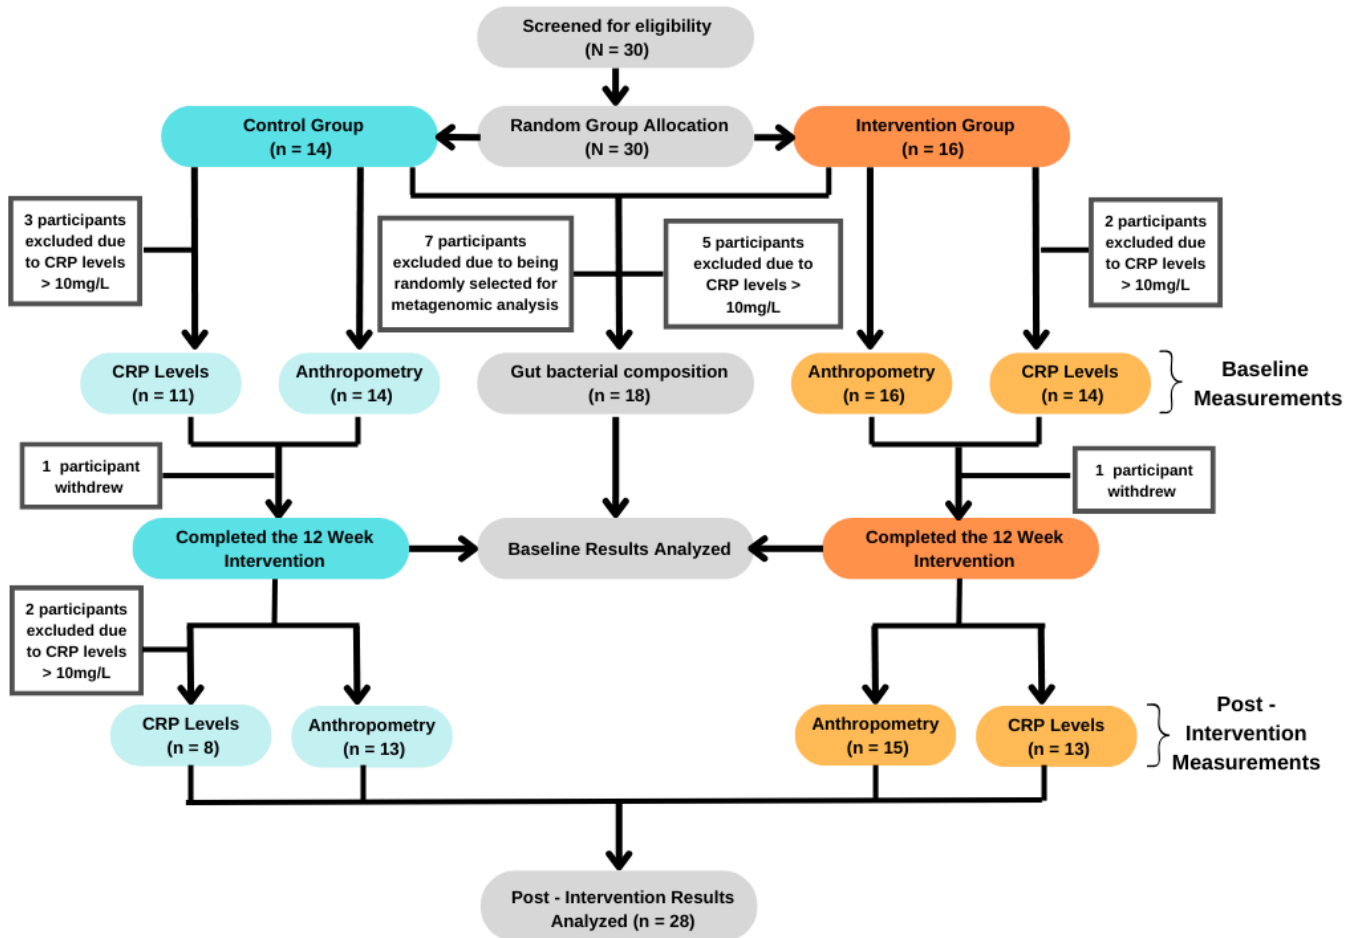 Screened for eligibility
(N = 30)
Control Group
(n = 14)
Random Group Allocation
(N = 30)
Intervention Group
(n = 16)
3 participants
excluded due
to CRP levels
> 10mg/L
7 participants
excluded due to being
randomly selected for
metagenomic analysis
5 participants
excluded due to
CRP levels >
10mg/L
2 participants
excluded due
to CRP levels
> 10mg/L
CRP Levels
(n = 11)
Anthropometry
(n = 14)
Gut bacterial composition
(n = 18)
Anthropometry
(n = 16)
CRP Levels
(n = 14)
Baseline
Measurements
1 participant
withdrew
1 participant
withdrew
Completed the 12 Week
Intervention
Baseline Results Analyzed
Completed the 12 Week
Intervention
2 participants
excluded due
to CRP levels
> 10mg/L
CRP Levels
(n = 8)
Anthropometry
(n = 13)
Anthropometry
(n = 15)
CRP Levels
(n = 13)
Post -
Intervention
Measurements
Post - Intervention Results
Analyzed (n = 28)